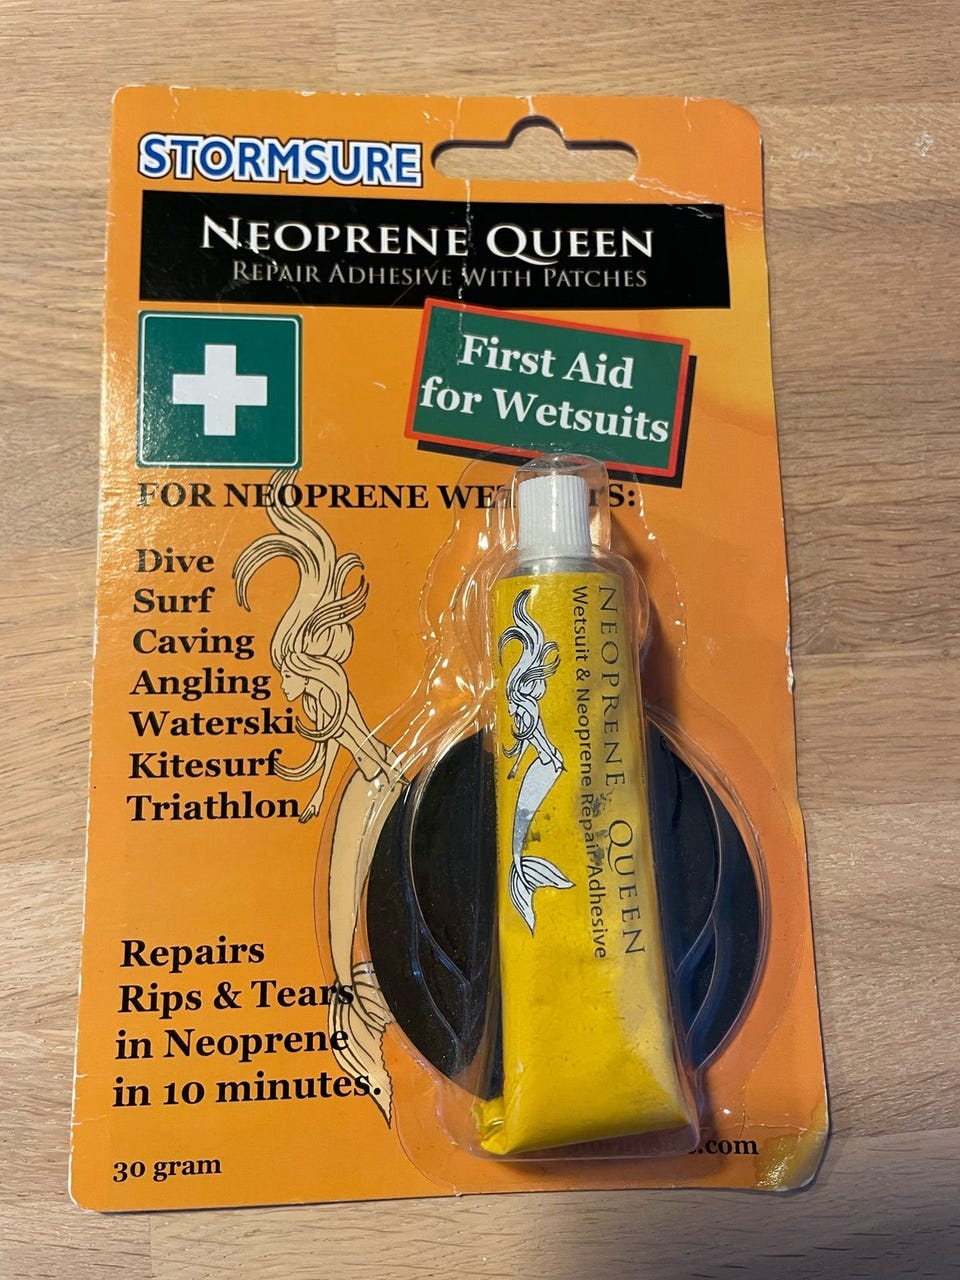 STORMSURE
NEOPRENE QUEEN
REPAIR ADHESIVE WITH PATCHES
First Aid
for Wetsuits
FOR NEOPRENE
Dive
Surf
Caving
Angling
Waterski
Kitesurf
Triathlon
NEOPRENE QUEEN
Wetsuit & Neoprene Repair Adhesive
Repairs
Rips & Tears
in Neoprene
in 10 minutes.
30 gram
.com